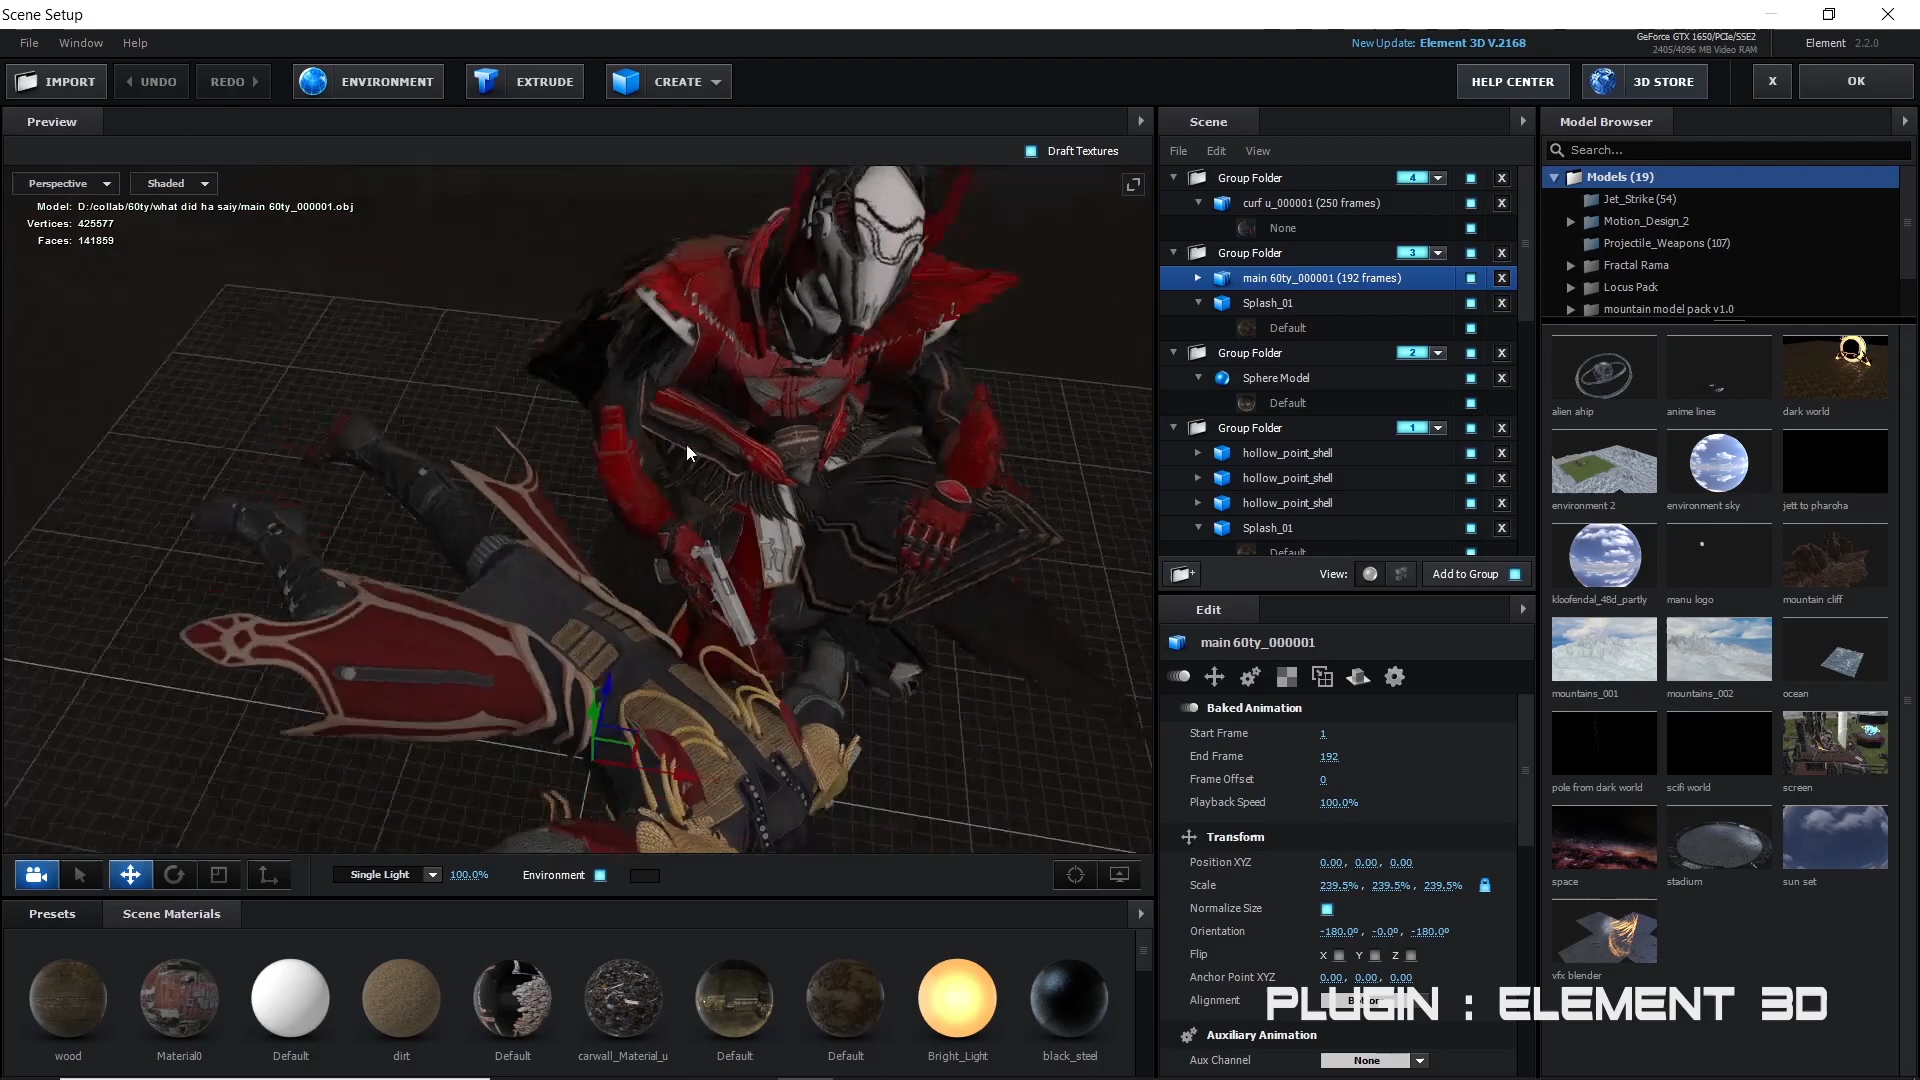 Scene Setup
File Window Help
New Update: Element 3D V.2168
GeForce GTX 1650/PCIe/SSE2
2405/4096 MB Video RAM
Element 2.2.0
IMPORT UNDO REDO ENVIRONMENT EXTRUDE CREATE HELP CENTER 3D STORE X OK
Preview
Draft Textures
Perspective Shaded
Model: D:/collab/60ty/what did ha saiy/main 60ty_000001.obj
Vertices: 425577
Faces: 141859
Single Light 100.0% Environment
Presets Scene Materials
wood Material0 Default dirt Default carwall_Material_u Default Default Bright_Light black_steel
Scene
File Edit View
Group Folder 4 X
curf u_000001 (250 frames) X
None
Group Folder 3 X
main 60ty_000001 (192 frames) X
Splash_01 X
Default
Group Folder 2 X
Sphere Model X
Default
Group Folder 1 X
hollow_point_shell X
hollow_point_shell X
hollow_point_shell X
Splash_01 X
Default
View: Add to Group
Edit
main 60ty_000001
Baked Animation
Start Frame 1
End Frame 192
Frame Offset 0
Playback Speed 100.0%
Transform
Position XYZ 0.00, 0.00, 0.00
Scale 239.5%, 239.5%, 239.5%
Normalize Size
Orientation -180.0º, -0.0º, -180.0º
Flip X Y Z
Anchor Point XYZ 0.00, 0.00, 0.00
Alignment
Auxiliary Animation
Aux Channel None
Model Browser
Search...
Models (19)
Jet_Strike (54)
Motion_Design_2
Projectile_Weapons (107)
Fractal Rama
Locus Pack
mountain model pack v1.0
alien ahip anime lines dark world
environment 2 environment sky jett to pharoha
kloofendal_48d_partly manu logo mountain cliff
mountains_001 mountains_002 ocean
pole from dark world scifi world screen
space stadium sun set
vfx blender
PLUGIN : ELEMENT 3D